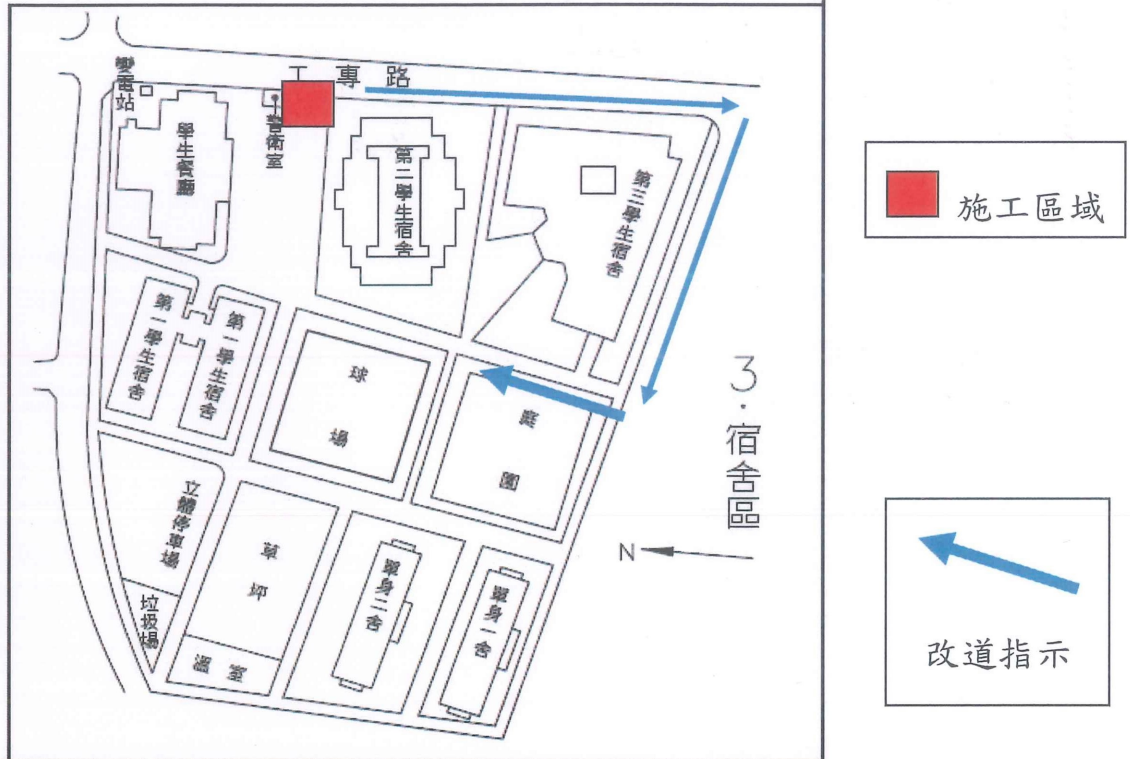 工專路
變電站
學生餐廳
警衛室
第二學生宿舍
第三學生宿舍
施工區域
第一學生宿舍
第一學生宿舍
球場
庭園
3.宿舍區
N
立體停車場
草坪
單身二舍
單身一舍
垃圾場
溫室
改道指示